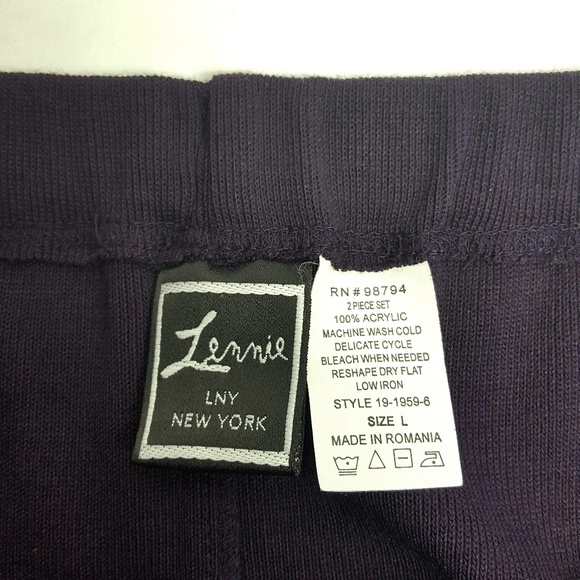 Lennie
LNY
NEW YORK
RN # 98794
2 PIECE SET
100% ACRYLIC
MACHINE WASH COLD
DELICATE CYCLE
BLEACH WHEN NEEDED
RESHAPE DRY FLAT
LOW IRON
STYLE 19-1959-6
SIZE L
MADE IN ROMANIA